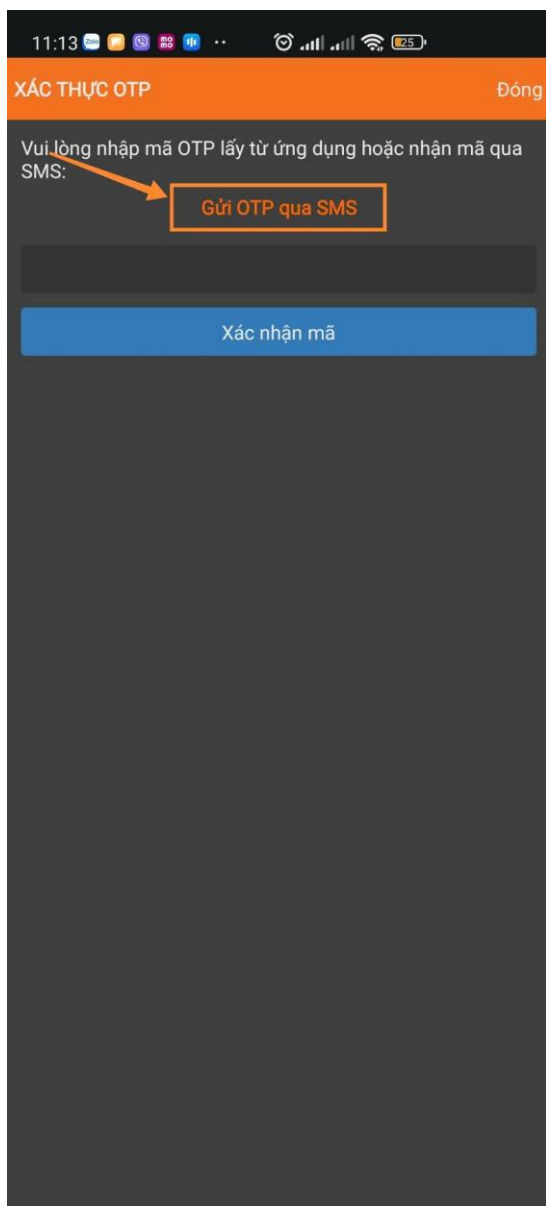 11:13
25
XÁC THỰC OTP
Đóng
Vui lòng nhập mã OTP lấy từ ứng dụng hoặc nhận mã qua
SMS:
Gửi OTP qua SMS
Xác nhận mã